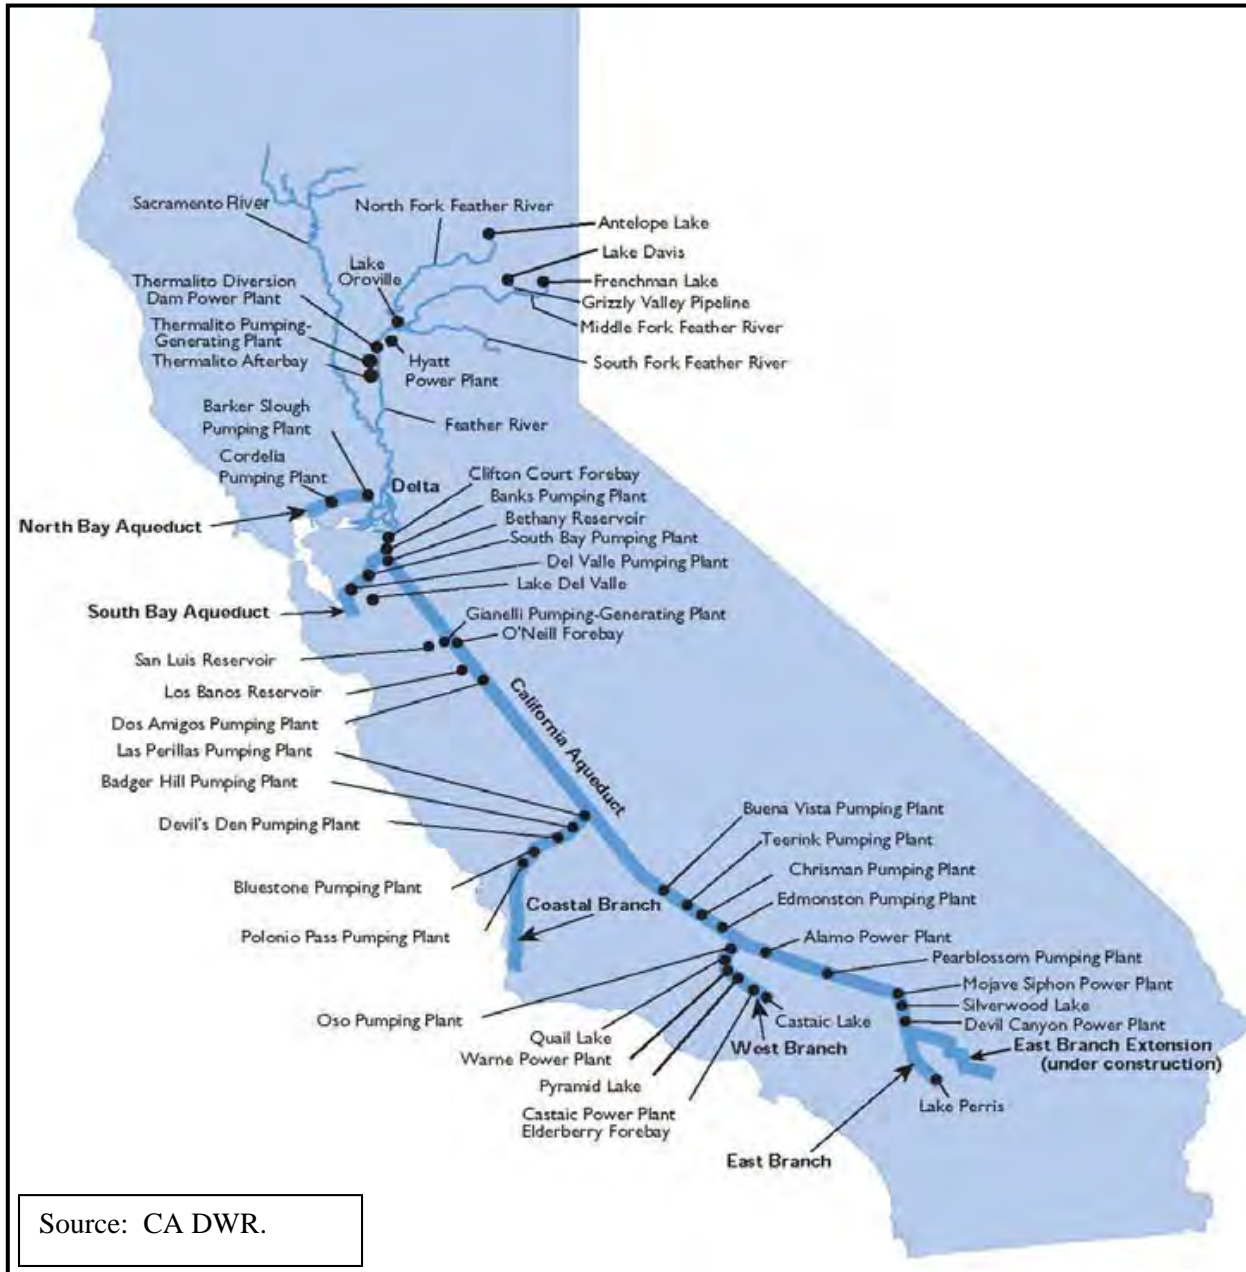 Sacramento River
North Fork Feather River
Antelope Lake
Lake Davis
Lake
Oroville
Thermalito Diversion
Dam Power Plant
Frenchman Lake
Grizzly Valley Pipeline
Middle Fork Feather River
Thermalito Pumping-
Generating Plant
Thermalito Afterbay
Hyatt
Power Plant
South Fork Feather River
Barker Slough
Pumping Plant
Feather River
Cordelia
Pumping Plant
Delta
Clifton Court Forebay
Banks Pumping Plant
Bethany Reservoir
North Bay Aqueduct
South Bay Pumping Plant
Del Valle Pumping Plant
Lake Del Valle
South Bay Aqueduct
Gianelli Pumping-Generating Plant
O'Neill Forebay
San Luis Reservoir
Los Banos Reservoir
Dos Amigos Pumping Plant
California Aqueduct
Las Perillas Pumping Plant
Badger Hill Pumping Plant
Devil's Den Pumping Plant
Buena Vista Pumping Plant
Teerink Pumping Plant
Chrisman Pumping Plant
Bluestone Pumping Plant
Coastal Branch
Edmonston Pumping Plant
Polonio Pass Pumping Plant
Alamo Power Plant
Pearblossom Pumping Plant
Mojave Siphon Power Plant
Silverwood Lake
Oso Pumping Plant
Castaic Lake
Devil Canyon Power Plant
Quail Lake
West Branch
East Branch Extension
(under construction)
Warne Power Plant
Pyramid Lake
Lake Perris
Castaic Power Plant
Elderberry Forebay
East Branch
Source: CA DWR.